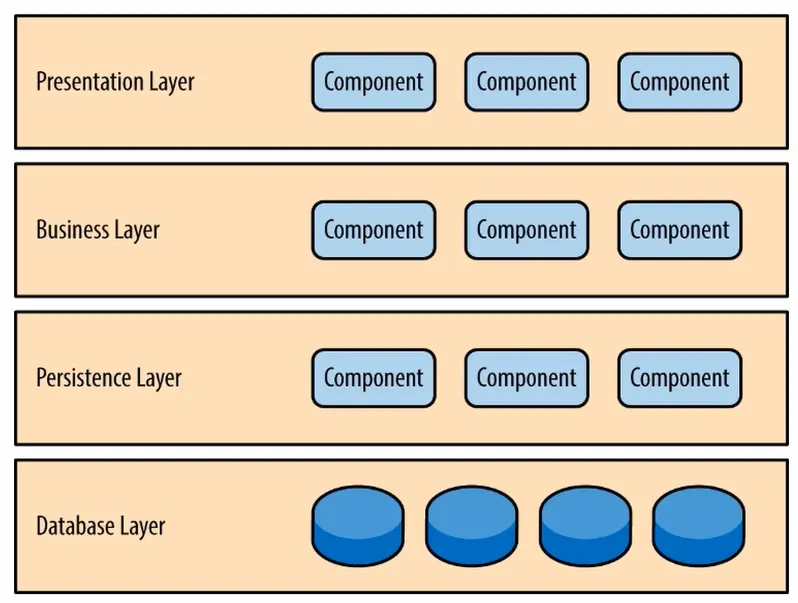 Presentation Layer Component Component Component
Business Layer Component Component Component
Persistence Layer Component Component Component
Database Layer